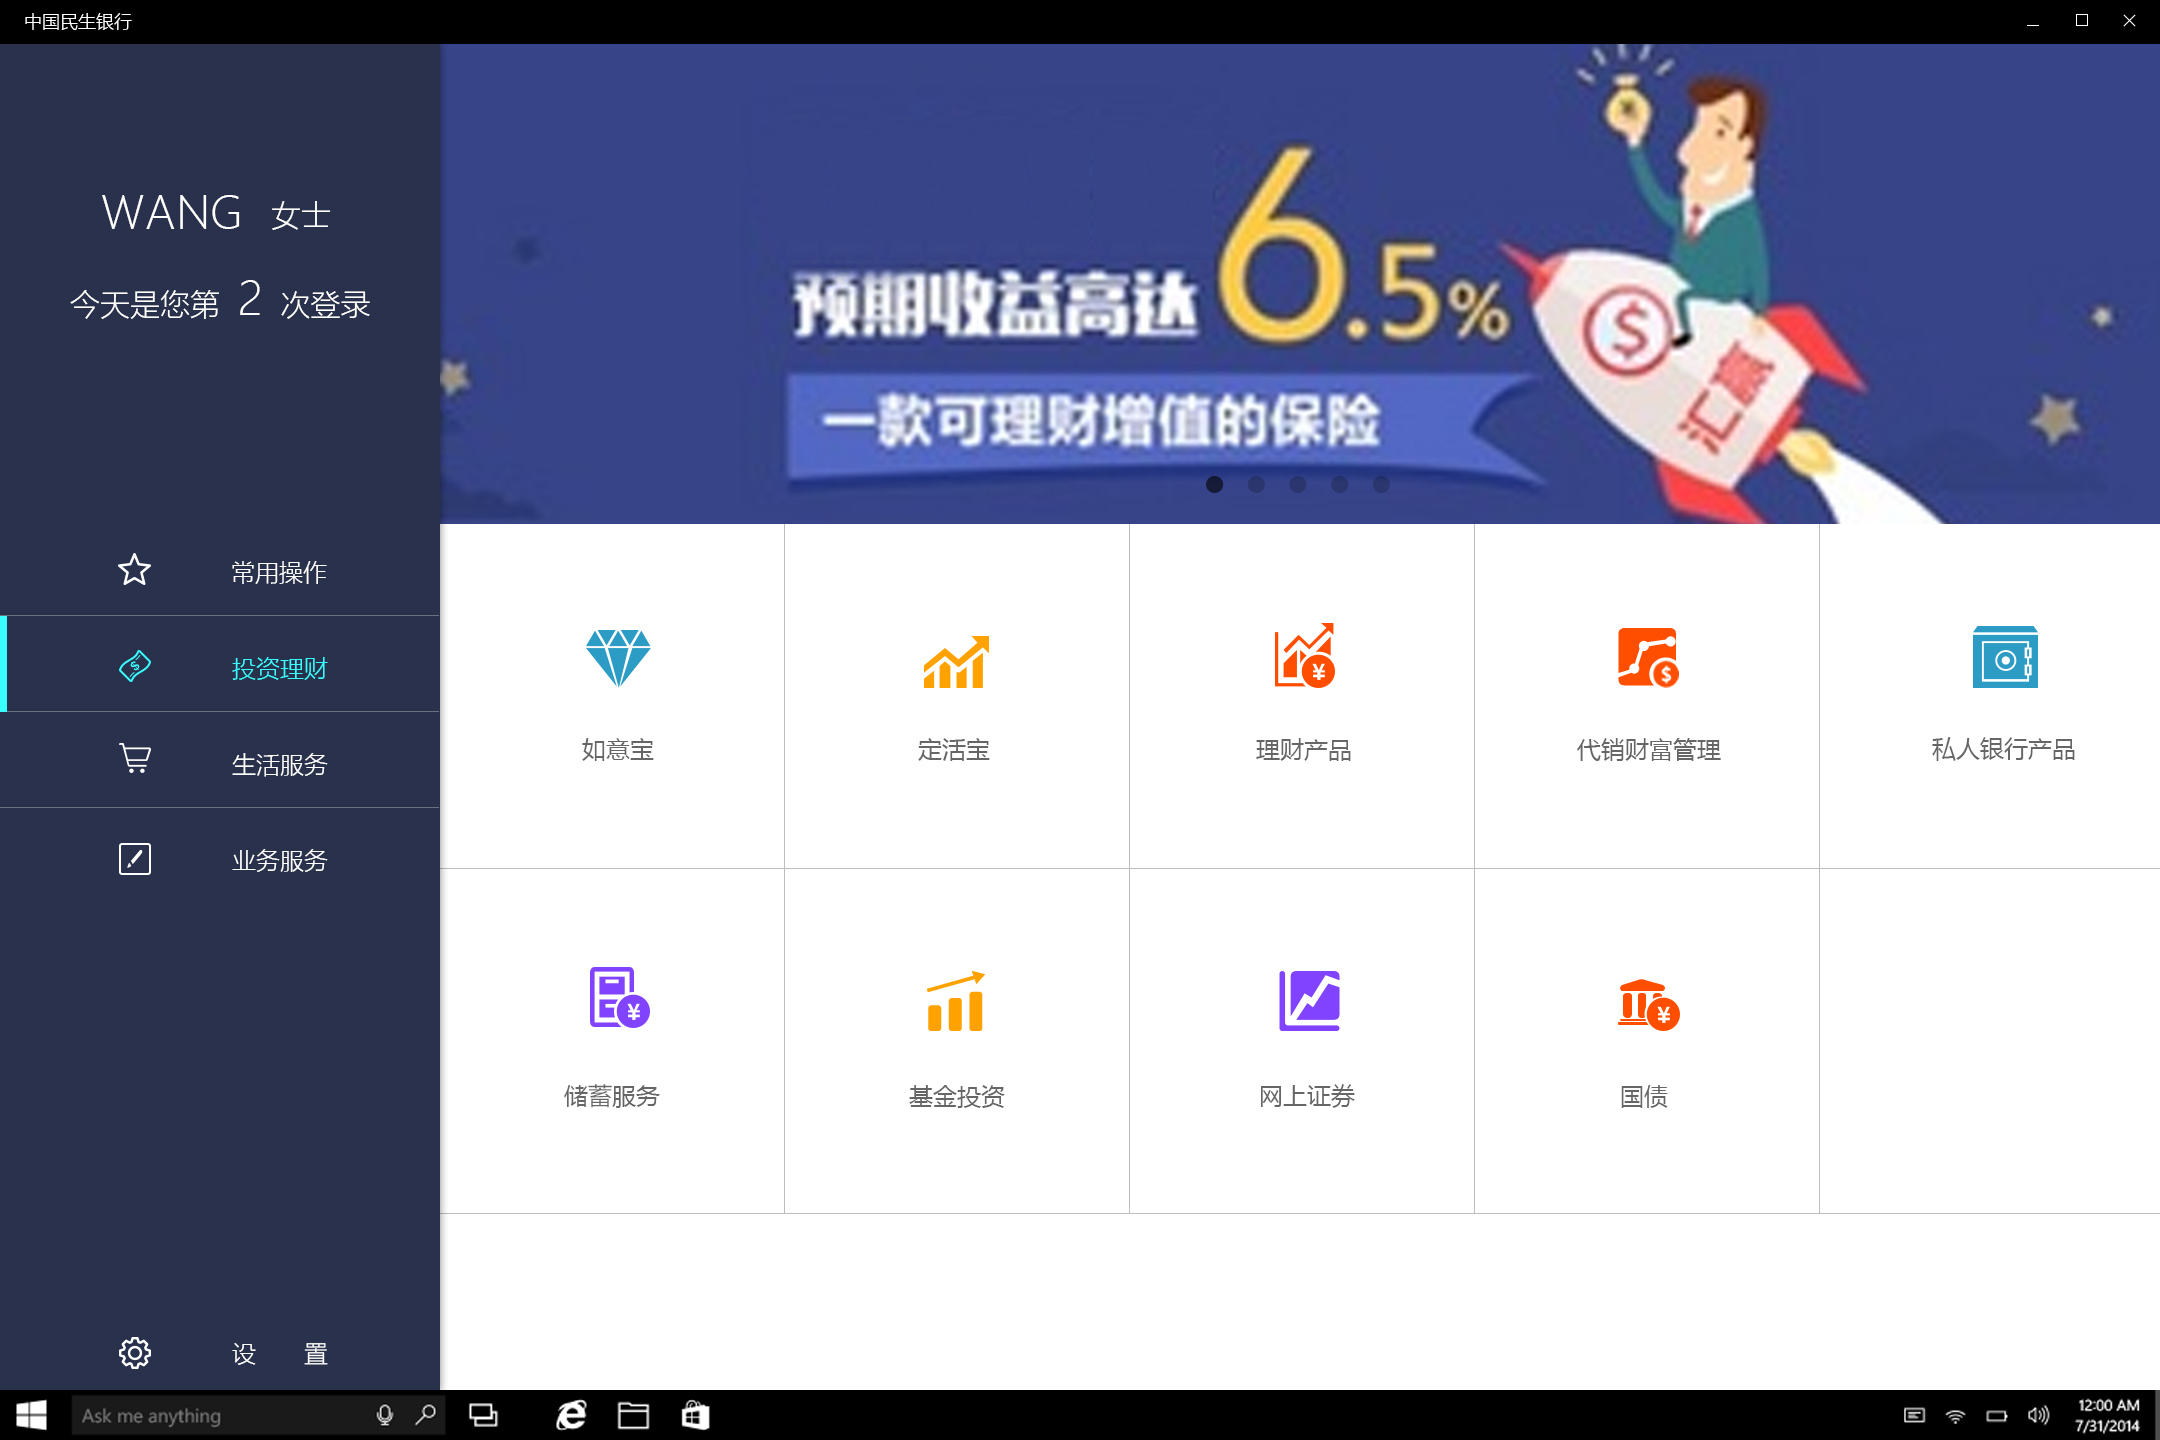 中国民生银行
WANG 女士
今天是您第 2 次登录
常用操作
投资理财
生活服务
业务服务
设 置
预期收益高达6.5%
一款可理财增值的保险
汇赢
如意宝
定活宝
理财产品
代销财富管理
私人银行产品
储蓄服务
基金投资
网上证券
国债
Ask me anything
12:00 AM
7/31/2014